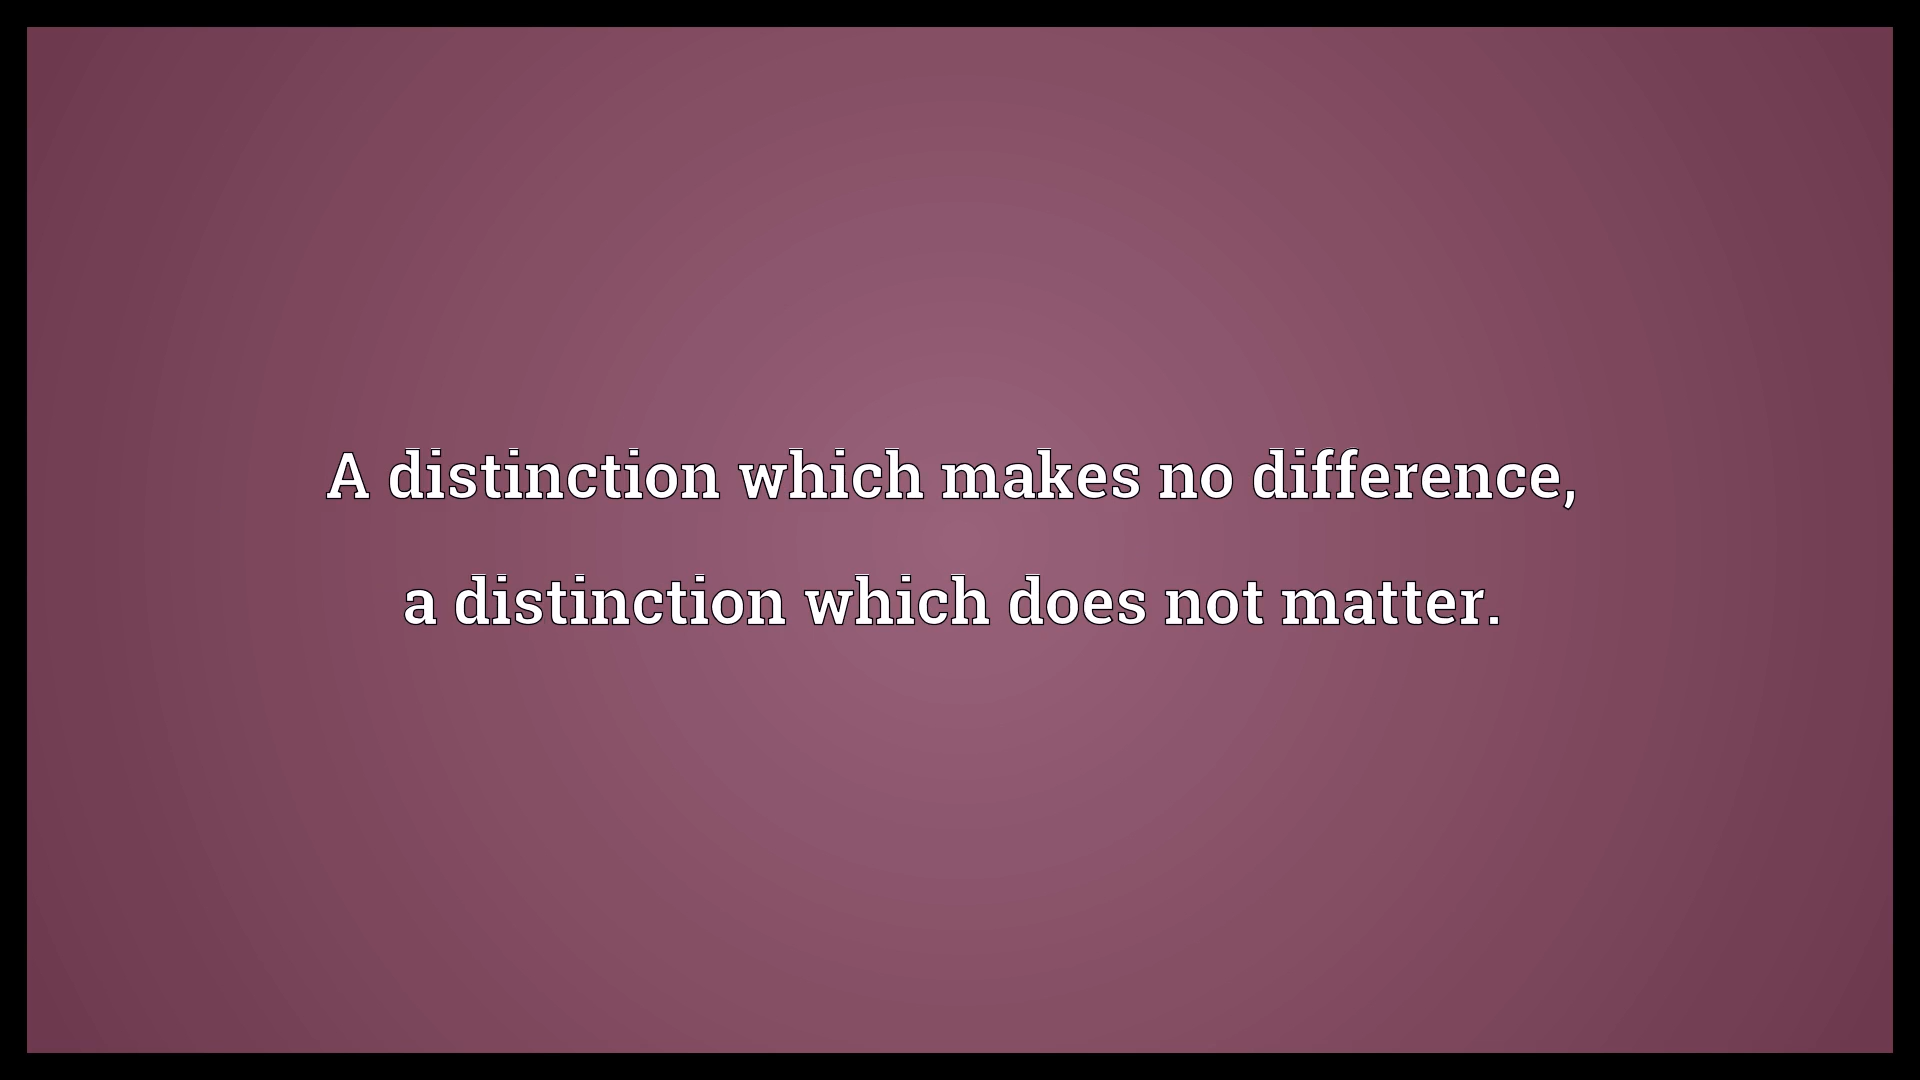 A distinction which makes no difference,
a distinction which does not matter.